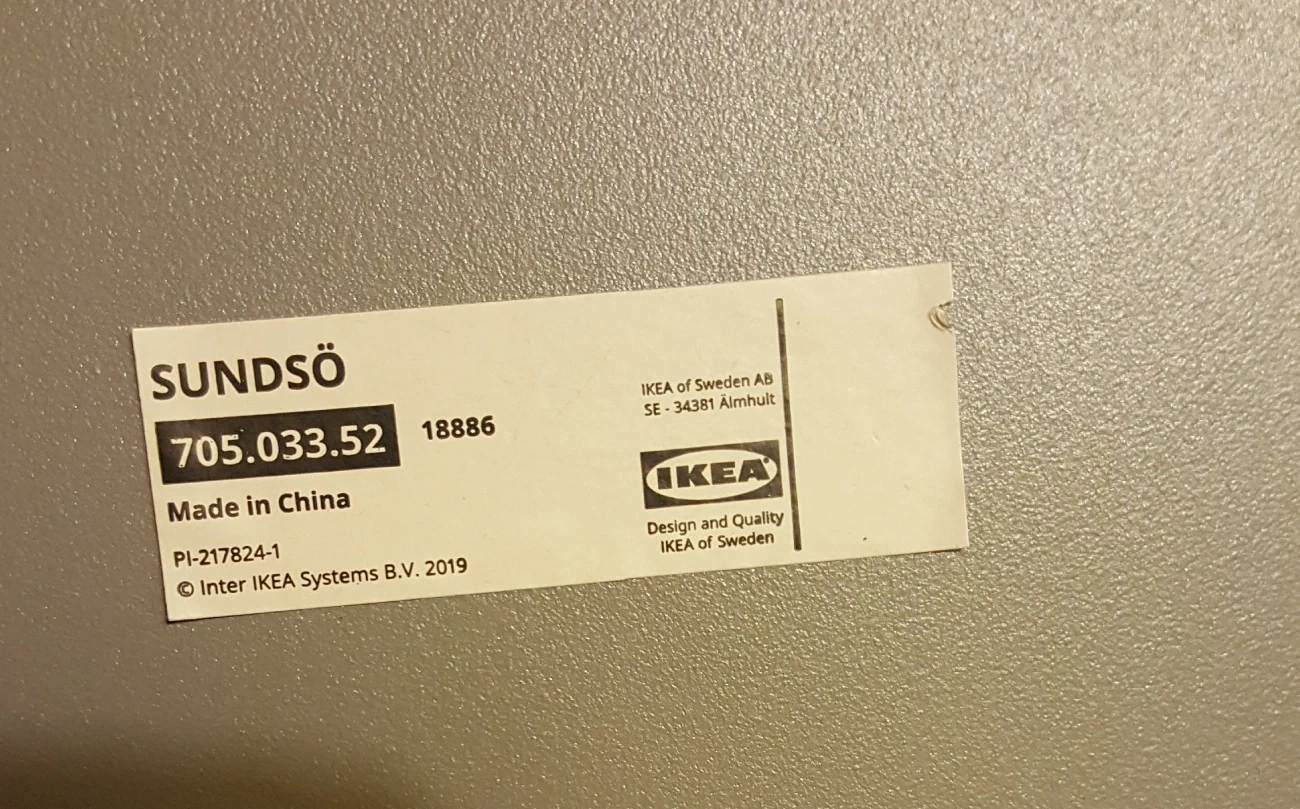 SUNDSÖ
705.033.52 18886
Made in China
PI-217824-1
© Inter IKEA Systems B.V. 2019
IKEA of Sweden AB
SE - 34381 Älmhult
IKEA
Design and Quality
IKEA of Sweden